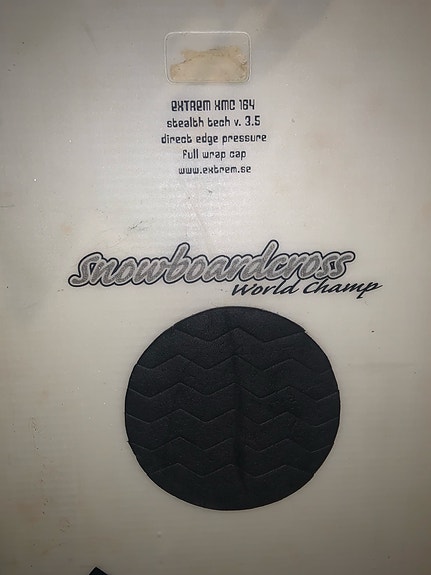 EXTREM XMC 164
stealth tech v. 3.5
direct edge pressure
full wrap cap
www.extrem.se
Snowboardcross
World Champ